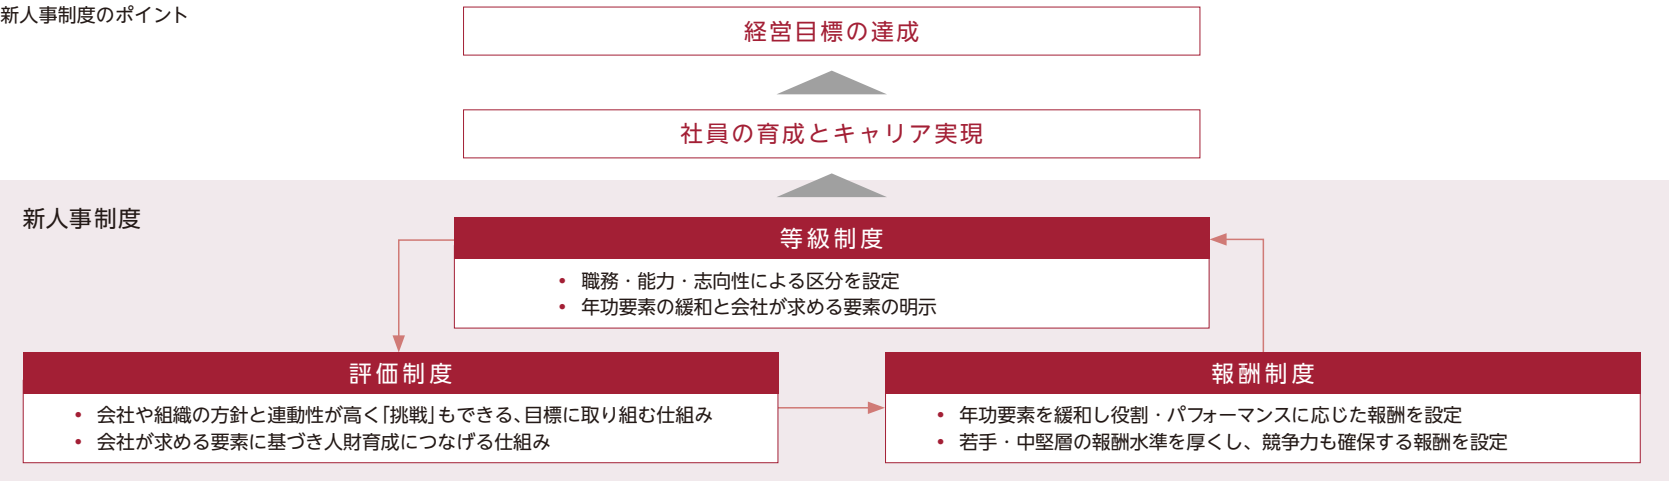 新人事制度のポイント
経営目標の達成
社員の育成とキャリア実現
新人事制度
等級制度
• 職務・能力・志向性による区分を設定
• 年功要素の緩和と会社が求める要素の明示
評価制度
• 会社や組織の方針と連動性が高く「挑戦」もできる、目標に取り組む仕組み
• 会社が求める要素に基づき人財育成につなげる仕組み
報酬制度
• 年功要素を緩和し役割・パフォーマンスに応じた報酬を設定
• 若手・中堅層の報酬水準を厚くし、競争力も確保する報酬を設定